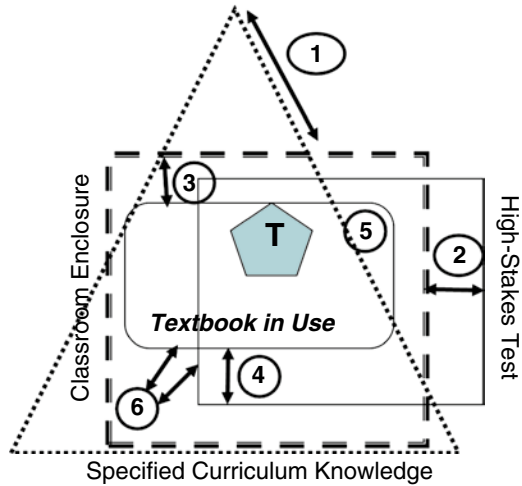 1
3
T
5
2
Classroom Enclosure
High-Stakes Test
Textbook in Use
4
6
Specified Curriculum Knowledge